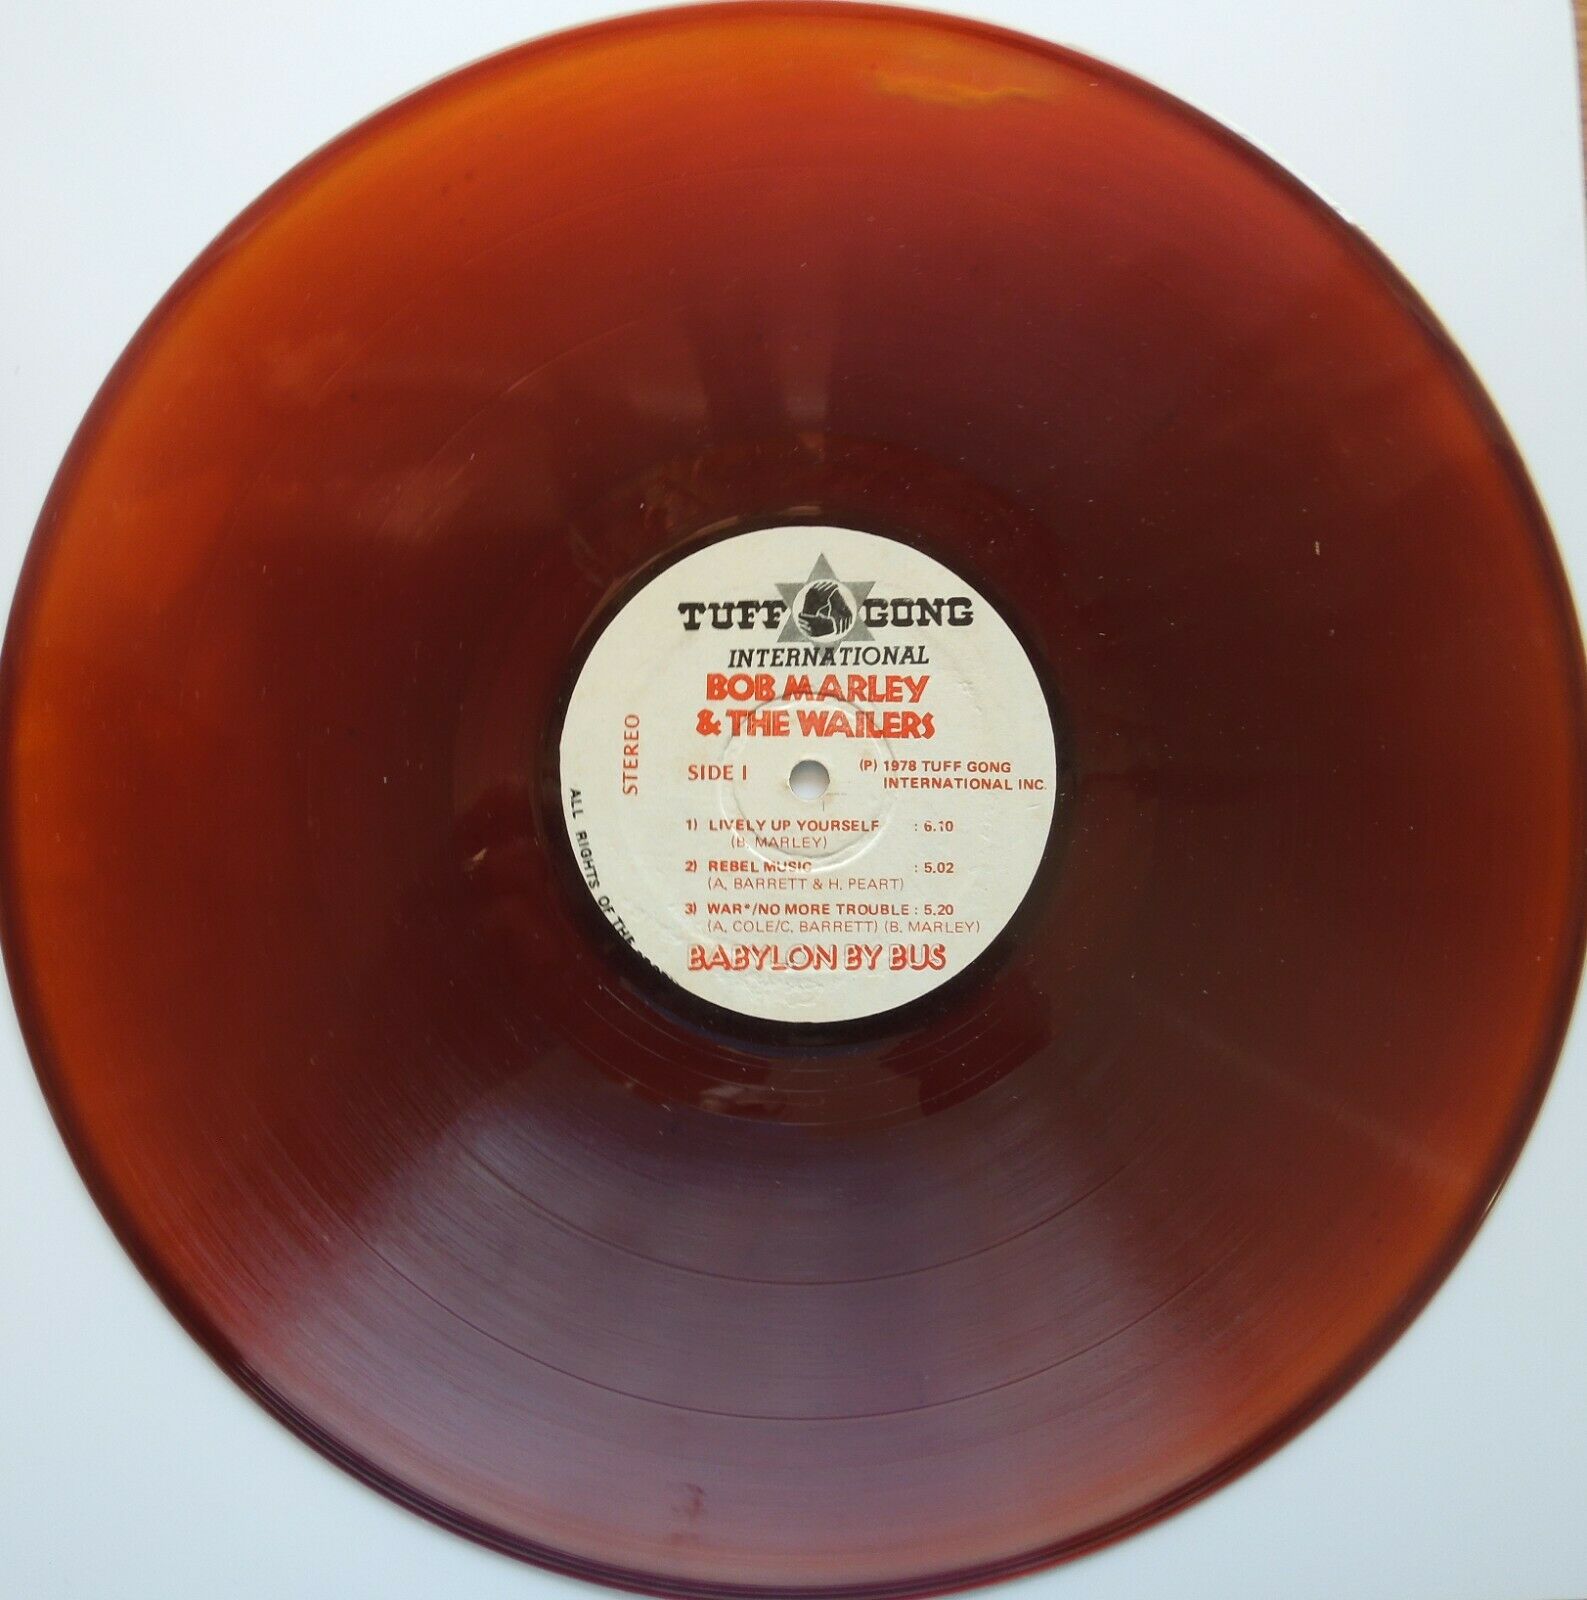 TUFF GONG
INTERNATIONAL
BOB MARLEY
& THE WAILERS
STEREO
SIDE I
(P) 1978 TUFF GONG
INTERNATIONAL INC.
1) LIVELY UP YOURSELF : 6.10
(B. MARLEY)
2) REBEL MUSIC : 5.02
(A. BARRETT & H. PEART)
3) WAR*/NO MORE TROUBLE : 5.20
(A. COLE/C. BARRETT) (B. MARLEY)
BABYLON BY BUS
ALL RIGHTS OF THE